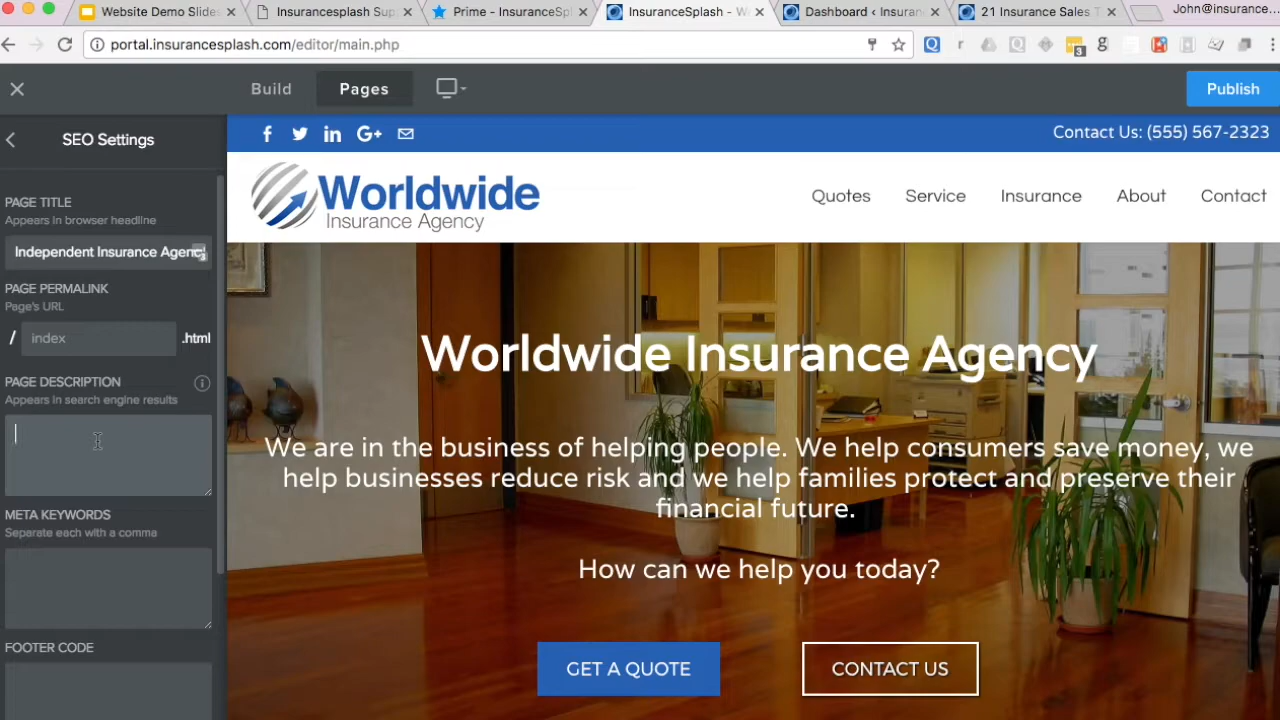 Website Demo Slides
Insurancesplash Sup
Prime - InsuranceSp
InsuranceSplash - W
Dashboard ‹ Insuran
21 Insurance Sales T
John@insurance...
portal.insurancesplash.com/editor/main.php
3
Build
Pages
Publish
SEO Settings
Contact Us: (555) 567-2323
PAGE TITLE
Appears in browser headline
Independent Insurance Agenc
PAGE PERMALINK
Page's URL
/ index .html
PAGE DESCRIPTION
Appears in search engine results
META KEYWORDS
Separate each with a comma
FOOTER CODE
Worldwide
Insurance Agency
Quotes
Service
Insurance
About
Contact
Worldwide Insurance Agency
We are in the business of helping people. We help consumers save money, we
help businesses reduce risk and we help families protect and preserve their
financial future.
How can we help you today?
GET A QUOTE
CONTACT US